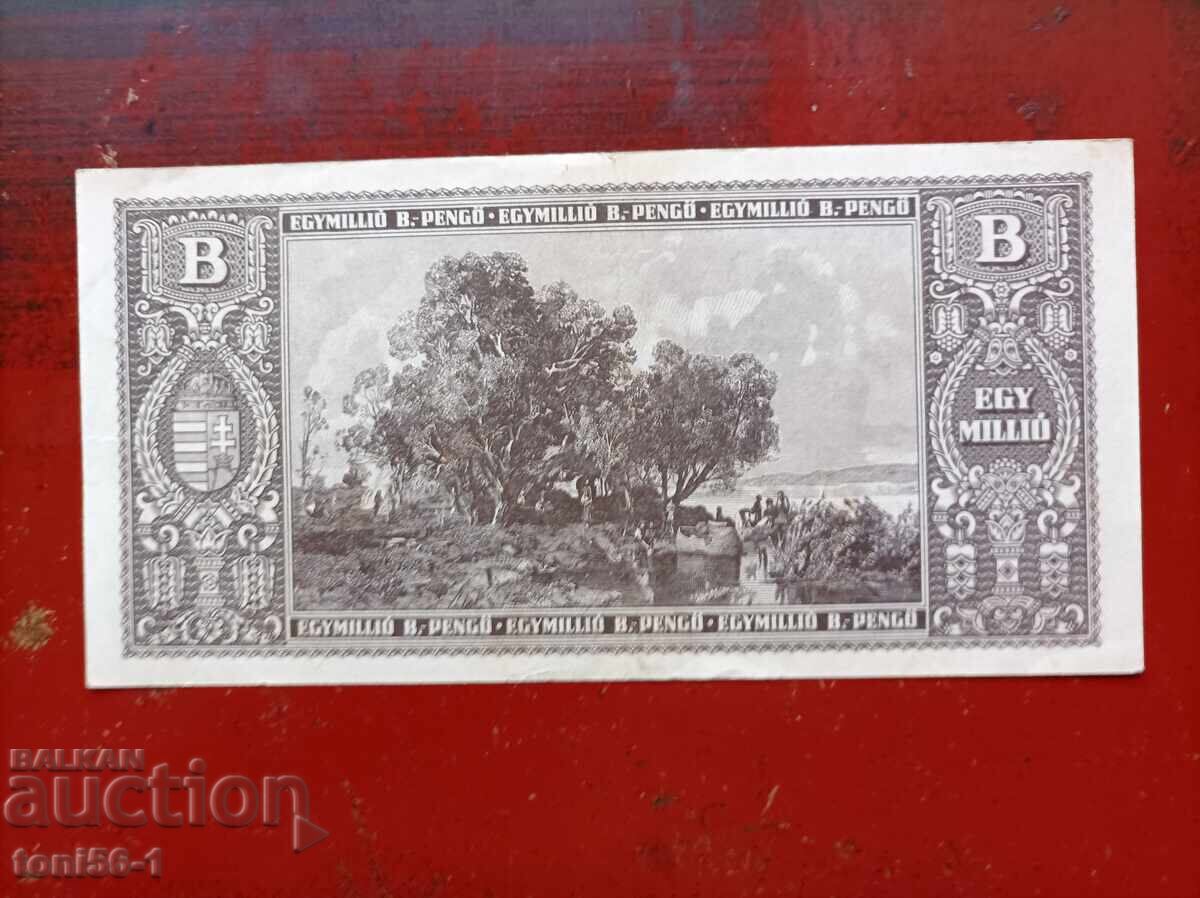 EGYMILLIÓ B.-PENGŐ • EGYMILLIÓ B.-PENGŐ • EGYMILLIÓ B.-PENGŐ
B
B
EGY
MILLIÓ
EGYMILLIÓ B.-PENGŐ • EGYMILLIÓ B.-PENGŐ • EGYMILLIÓ B.-PENGŐ
BALKAN
auction
toni56-1